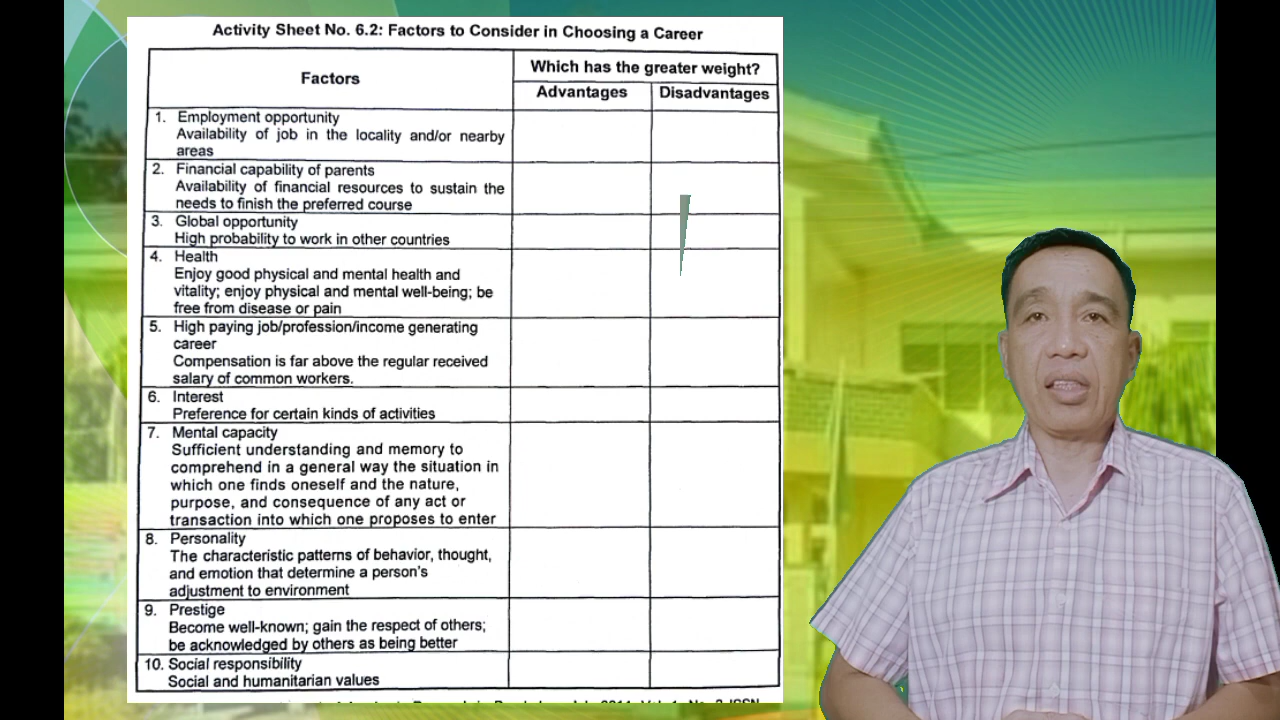 Activity Sheet No. 6.2: Factors to Consider in Choosing a Career
Factors
Which has the greater weight?
Advantages
Disadvantages
1. Employment opportunity
Availability of job in the locality and/or nearby
areas
2. Financial capability of parents
Availability of financial resources to sustain the
needs to finish the preferred course
3. Global opportunity
High probability to work in other countries
4. Health
Enjoy good physical and mental health and
vitality; enjoy physical and mental well-being; be
free from disease or pain
5. High paying job/profession/income generating
career
Compensation is far above the regular received
salary of common workers.
6. Interest
Preference for certain kinds of activities
7. Mental capacity
Sufficient understanding and memory to
comprehend in a general way the situation in
which one finds oneself and the nature,
purpose, and consequence of any act or
transaction into which one proposes to enter
8. Personality
The characteristic patterns of behavior, thought,
and emotion that determine a person's
adjustment to environment
9. Prestige
Become well-known; gain the respect of others;
be acknowledged by others as being better
10. Social responsibility
Social and humanitarian values